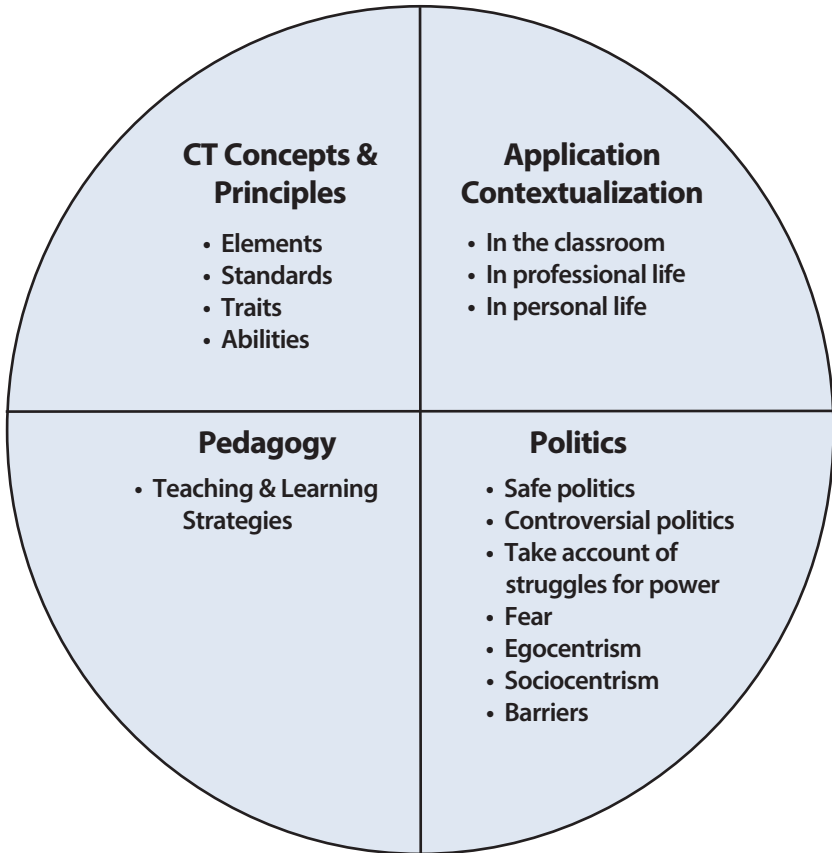 CT Concepts &
Principles
• Elements
• Standards
• Traits
• Abilities
Application
Contextualization
• In the classroom
• In professional life
• In personal life
Pedagogy
• Teaching & Learning
Strategies
Politics
• Safe politics
• Controversial politics
• Take account of
struggles for power
• Fear
• Egocentrism
• Sociocentrism
• Barriers